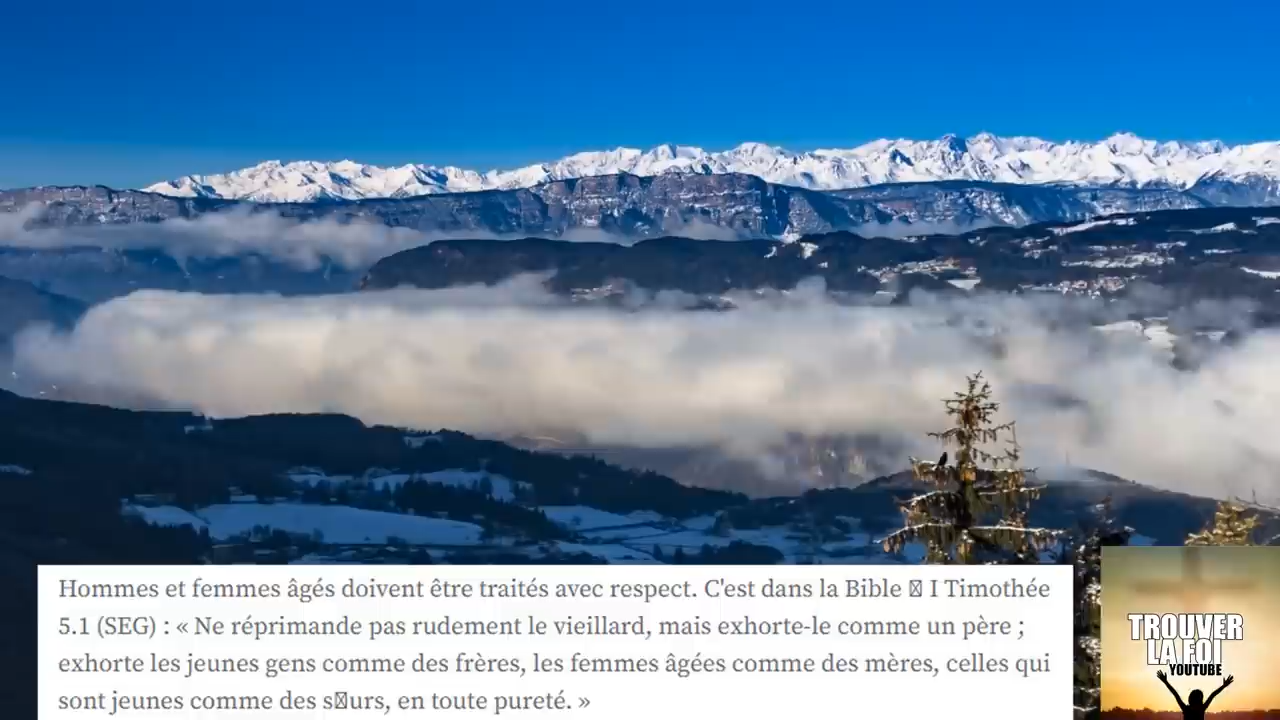 Hommes et femmes âgés doivent être traités avec respect. C'est dans la Bible ▯ I Timothée
5.1 (SEG) : « Ne réprimande pas rudement le vieillard, mais exhorte-le comme un père ;
exhorte les jeunes gens comme des frères, les femmes âgées comme des mères, celles qui
sont jeunes comme des s▯urs, en toute pureté. »
TROUVER
LA FOI
YOUTUBE